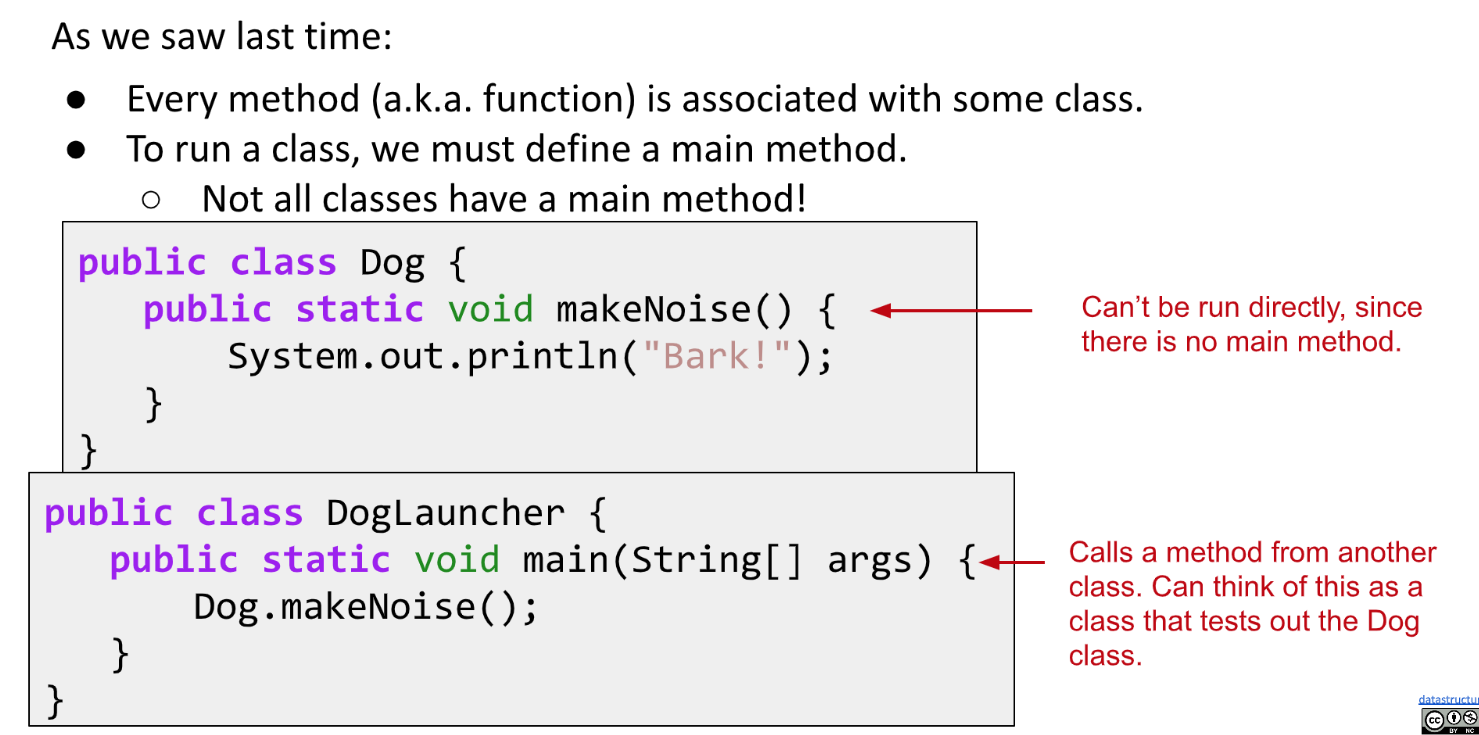 As we saw last time:
● Every method (a.k.a. function) is associated with some class.
● To run a class, we must define a main method.
○ Not all classes have a main method!
public class Dog {
public static void makeNoise() {
System.out.println("Bark!");
}
}
Can’t be run directly, since
there is no main method.
public class DogLauncher {
public static void main(String[] args) {
Dog.makeNoise();
}
}
Calls a method from another
class. Can think of this as a
class that tests out the Dog
class.
datastructur
cc
BY NC